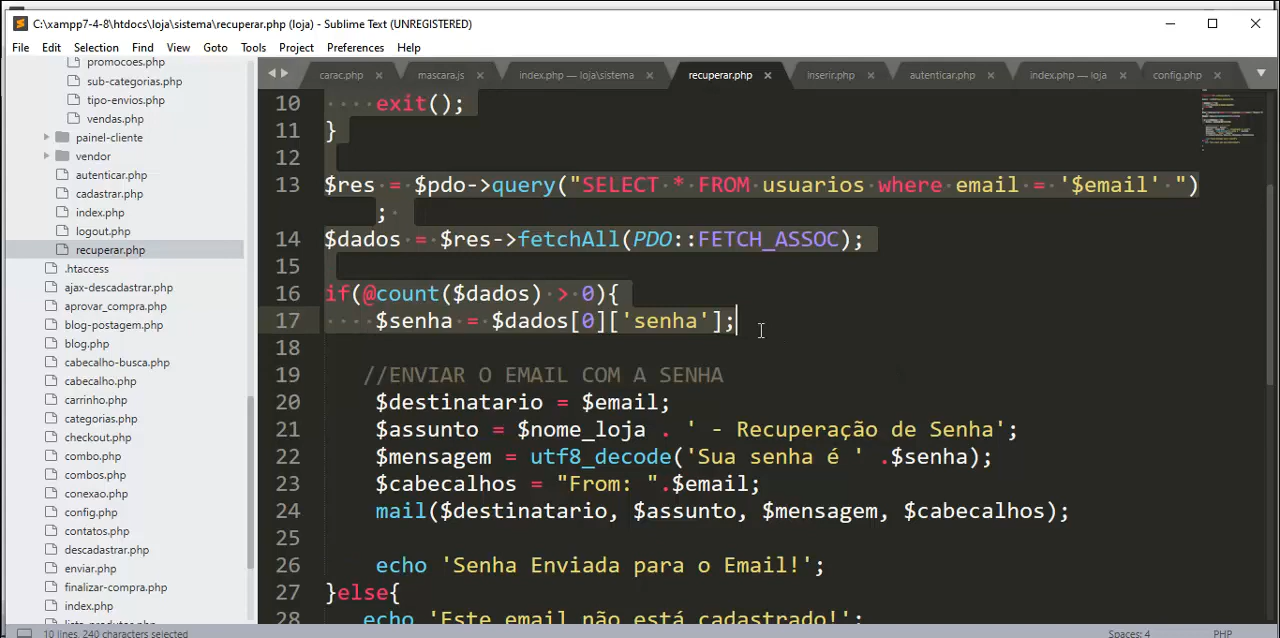 C:\xampp7-4-8\htdocs\loja\sistema\recuperar.php (loja) - Sublime Text (UNREGISTERED)
File Edit Selection Find View Goto Tools Project Preferences Help
carac.php × mascara.js × index.php — loja\sistema × recuperar.php × inserir.php × autenticar.php × index.php — loja × config.php ×
promocoes.php
sub-categorias.php
tipo-envios.php
vendas.php
painel-cliente
vendor
autenticar.php
cadastrar.php
index.php
logout.php
recuperar.php
.htaccess
ajax-descadastrar.php
aprovar_compra.php
blog-postagem.php
blog.php
cabecalho-busca.php
cabecalho.php
carrinho.php
categorias.php
checkout.php
combo.php
combos.php
conexao.php
config.php
contatos.php
descadastrar.php
enviar.php
finalizar-compra.php
index.php
10 ····exit();
11 }
12
13 $res = $pdo->query("SELECT * FROM usuarios where email = '$email' ")
;
14 $dados = $res->fetchAll(PDO::FETCH_ASSOC);
15
16 if(@count($dados) > 0){
17 ····$senha = $dados[0]['senha'];
18
19 //ENVIAR O EMAIL COM A SENHA
20 $destinatario = $email;
21 $assunto = $nome_loja . ' - Recuperação de Senha';
22 $mensagem = utf8_decode('Sua senha é ' .$senha);
23 $cabecalhos = "From: ".$email;
24 mail($destinatario, $assunto, $mensagem, $cabecalhos);
25
26 echo 'Senha Enviada para o Email!';
27 }else{
28 echo 'Este email não está cadastrado!';
10 lines, 240 characters selected Spaces: 4 PHP